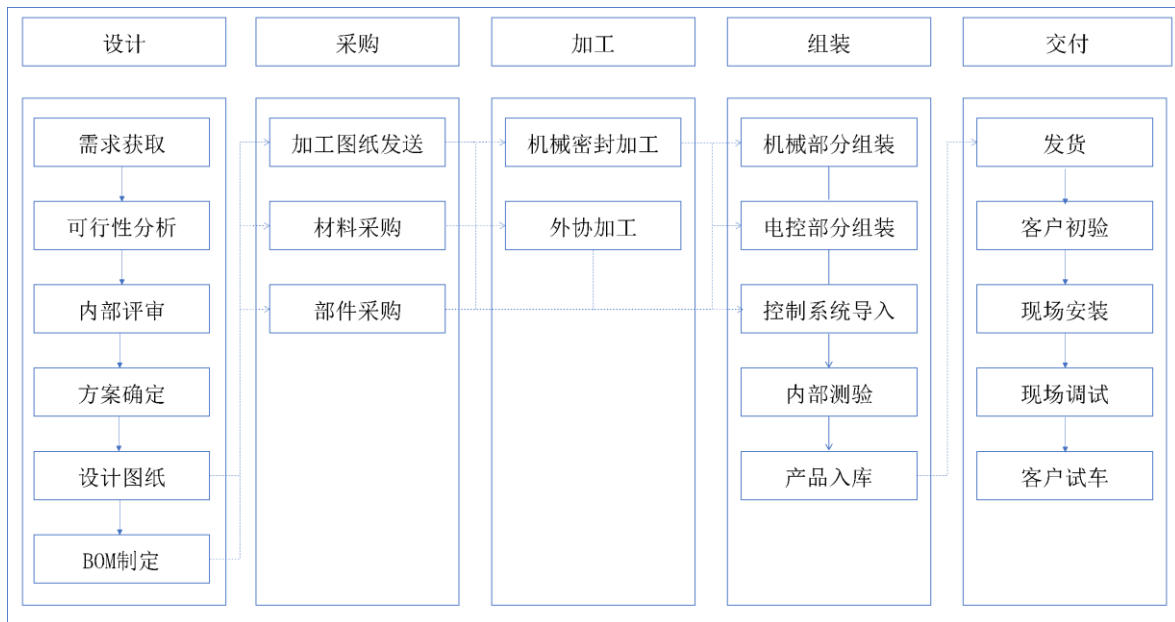 设计
采购
加工
组装
交付
需求获取
可行性分析
内部评审
方案确定
设计图纸
BOM制定
加工图纸发送
材料采购
部件采购
机械密封加工
外协加工
机械部分组装
电控部分组装
控制系统导入
内部测验
产品入库
发货
客户初验
现场安装
现场调试
客户试车